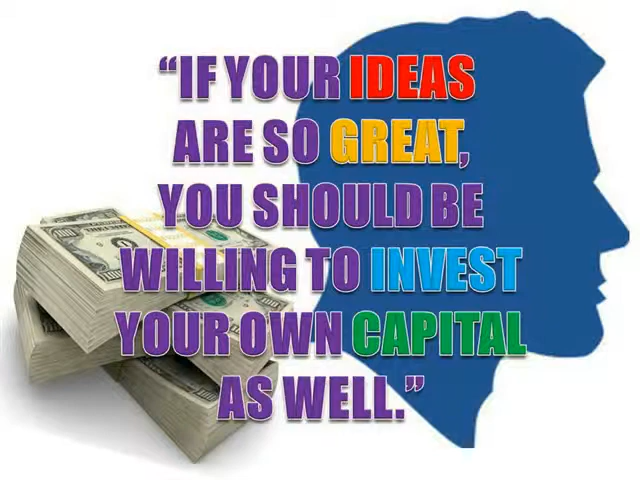 “IF YOUR IDEAS
ARE SO GREAT,
YOU SHOULD BE
WILLING TO INVEST
YOUR OWN CAPITAL
AS WELL.”